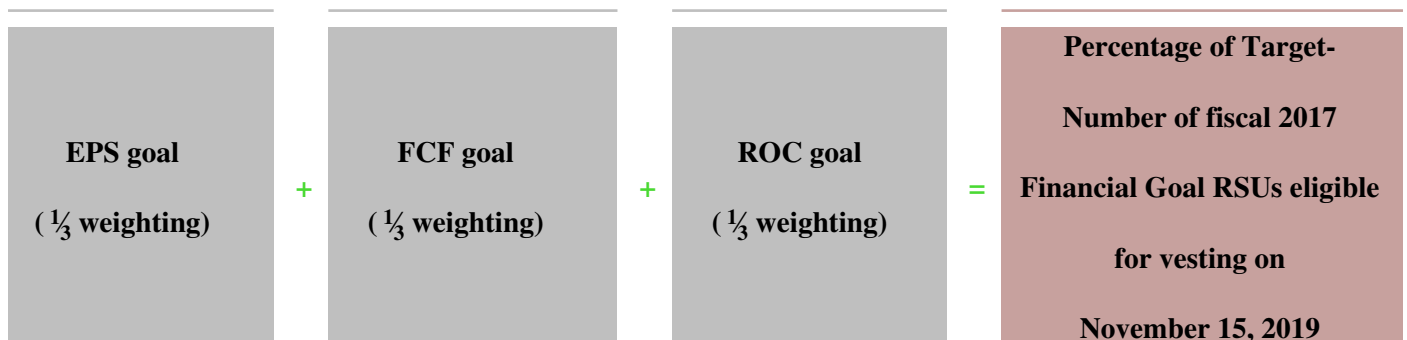 EPS goal
( ⅓ weighting)
+
FCF goal
( ⅓ weighting)
+
ROC goal
( ⅓ weighting)
=
Percentage of Target-
Number of fiscal 2017
Financial Goal RSUs eligible
for vesting on
November 15, 2019